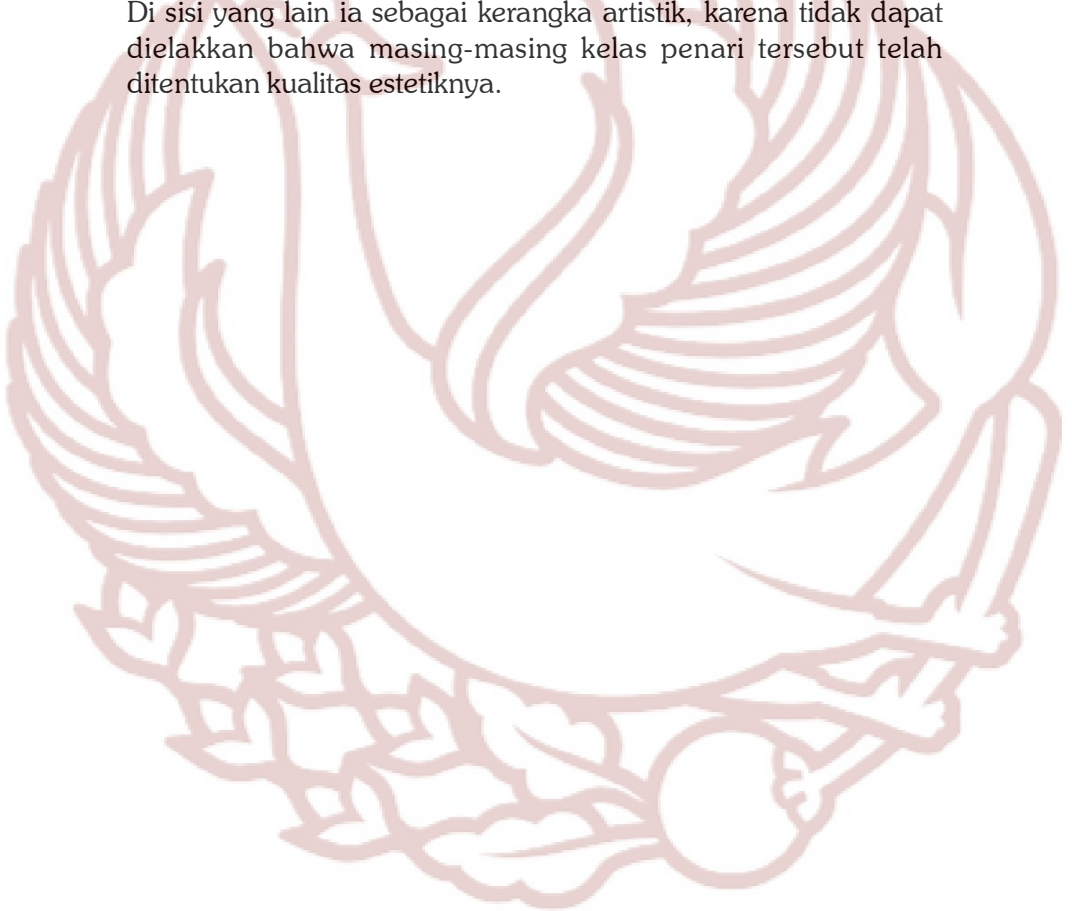 Di sisi yang lain ia sebagai kerangka artistik, karena tidak dapat
dielakkan bahwa masing-masing kelas penari tersebut telah
ditentukan kualitas estetiknya.